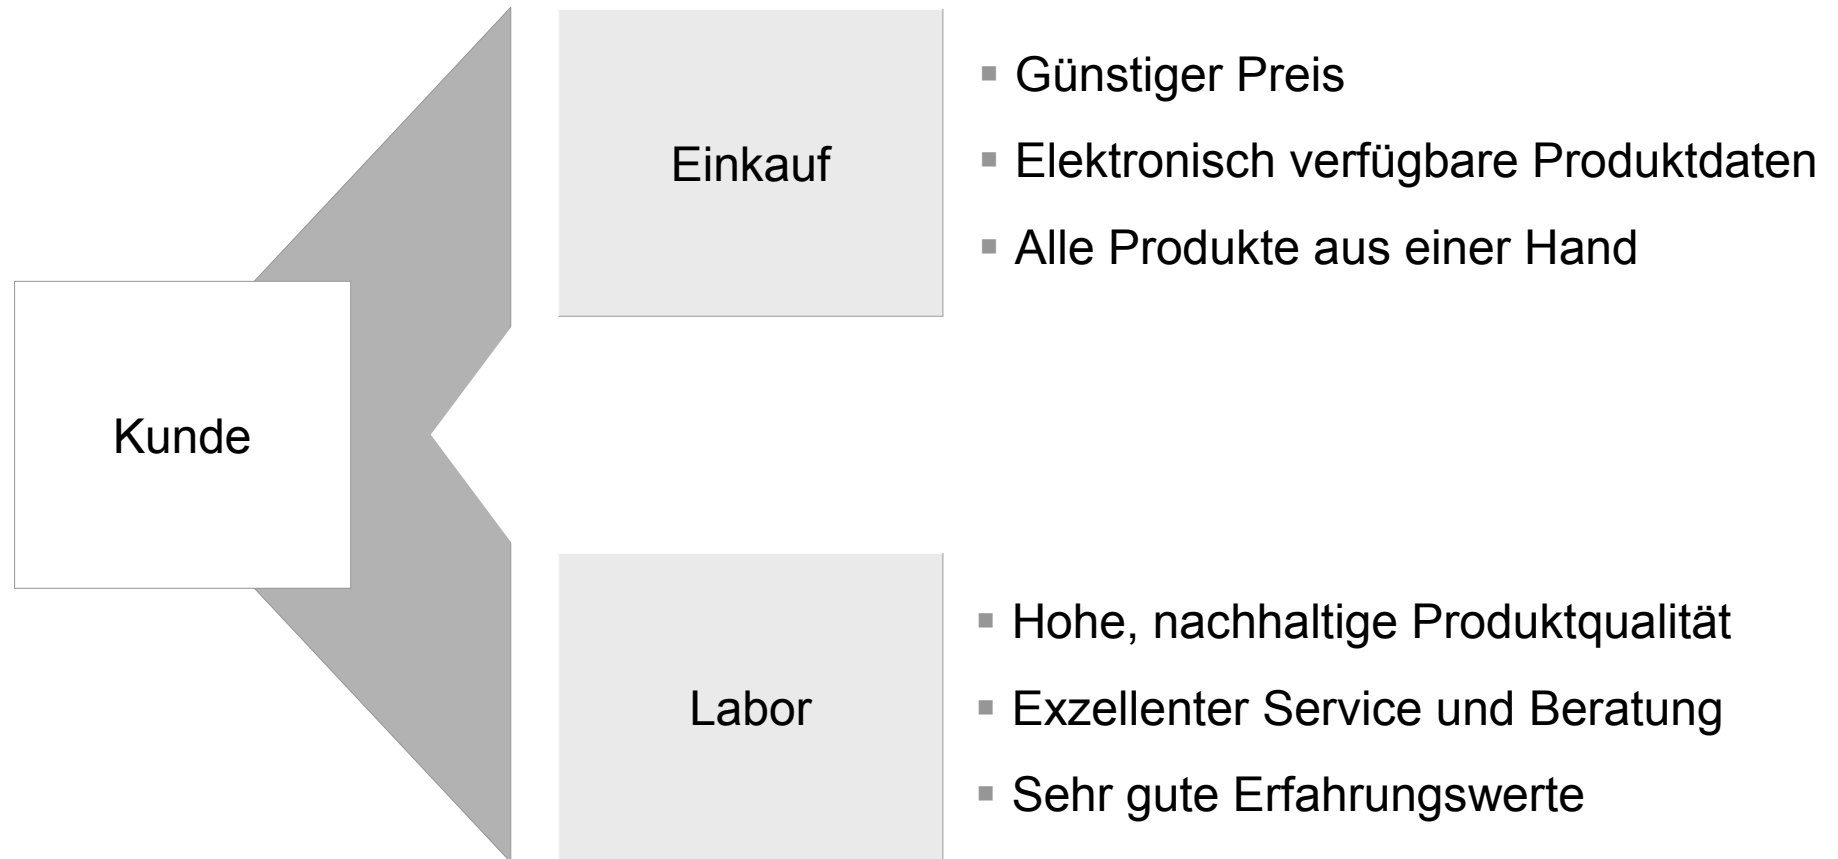 Kunde
Einkauf
▪ Günstiger Preis
▪ Elektronisch verfügbare Produktdaten
▪ Alle Produkte aus einer Hand
Labor
▪ Hohe, nachhaltige Produktqualität
▪ Exzellenter Service und Beratung
▪ Sehr gute Erfahrungswerte